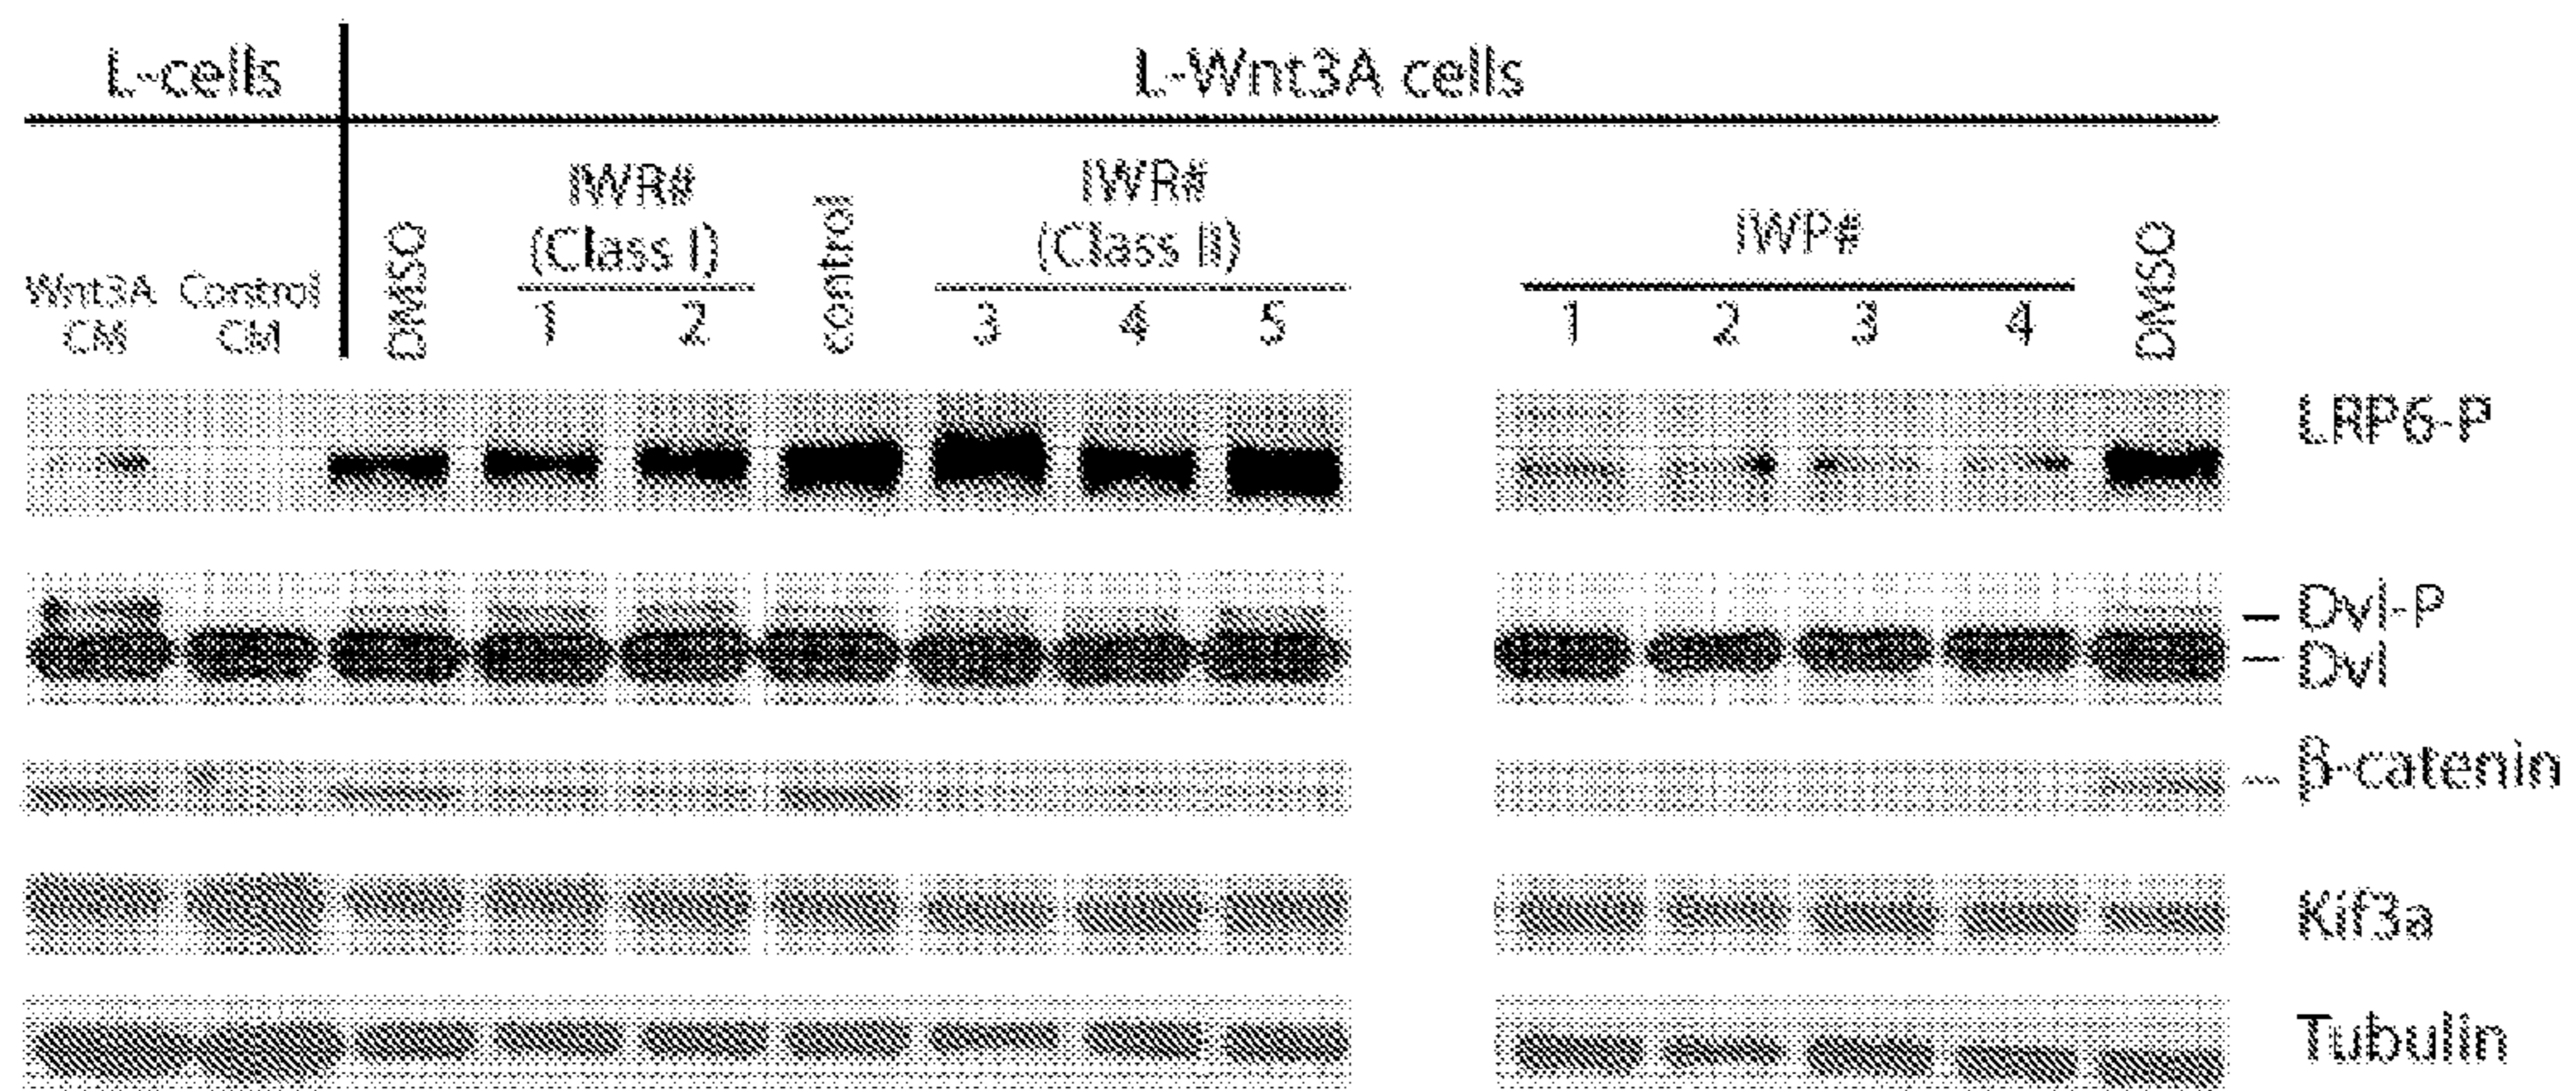 L-cells
L-Wnt3A cells
Wnt3A CM
Control CM
DMSO
IWR# (Class I)
1 2
control
IWR# (Class II)
3 4 5
IWP#
1 2 3 4
DMSO
LRP6-P
Dvl-P
Dvl
β-catenin
Kif3a
Tubulin